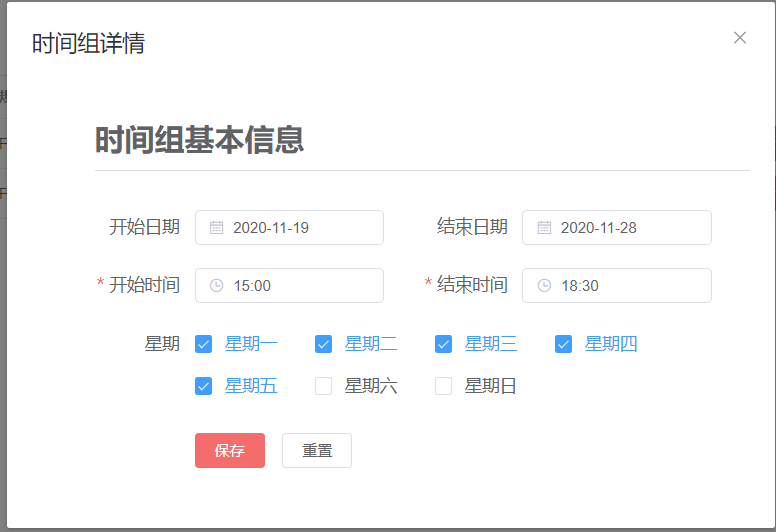 时间组详情
时间组基本信息
开始日期 2020-11-19 结束日期 2020-11-28
* 开始时间 15:00 * 结束时间 18:30
星期 星期一 星期二 星期三 星期四
星期五 星期六 星期日
保存 重置